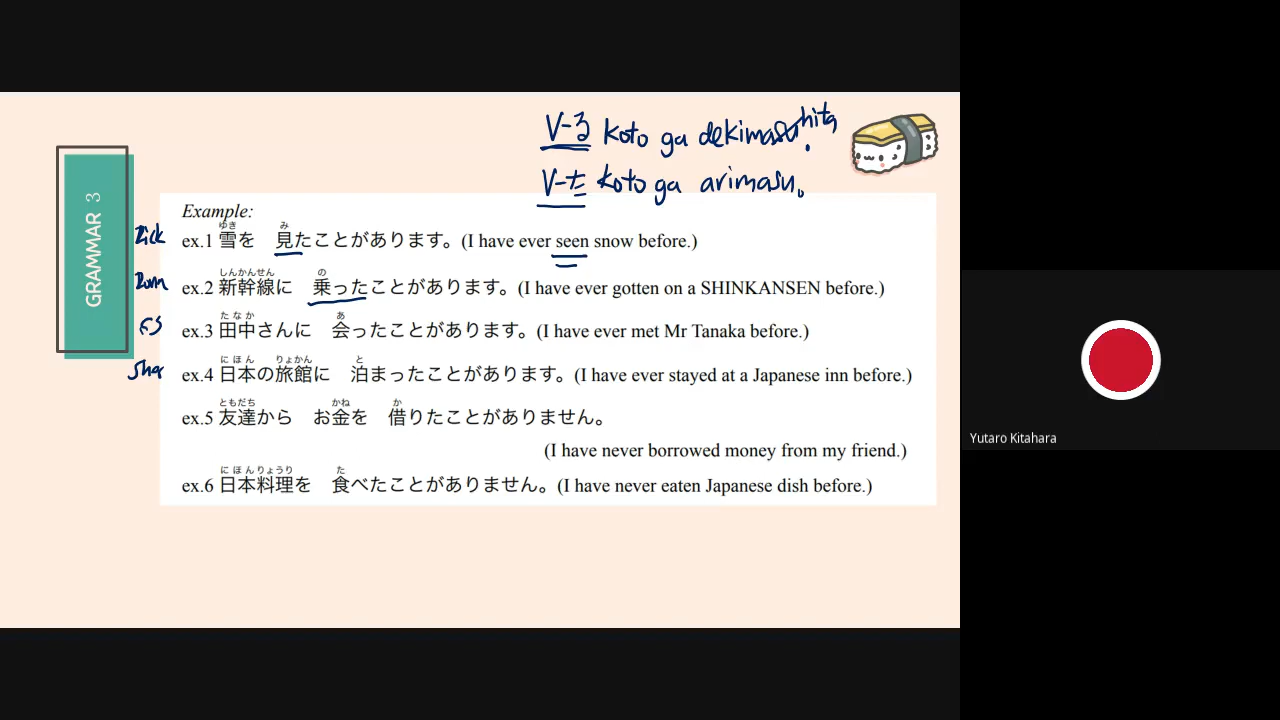 V-る koto ga dekimasu hita.
V-た koto ga arimasu。
GRAMMAR 3
Example:
ex.1 雪を 見たことがあります。(I have ever seen snow before.)
ex.2 新幹線に 乗ったことがあります。(I have ever gotten on a SHINKANSEN before.)
ex.3 田中さんに 会ったことがあります。(I have ever met Mr Tanaka before.)
ex.4 日本の旅館に 泊まったことがあります。(I have ever stayed at a Japanese inn before.)
ex.5 友達から お金を 借りたことがありません。
(I have never borrowed money from my friend.)
ex.6 日本料理を 食べたことがありません。(I have never eaten Japanese dish before.)
Yutaro Kitahara